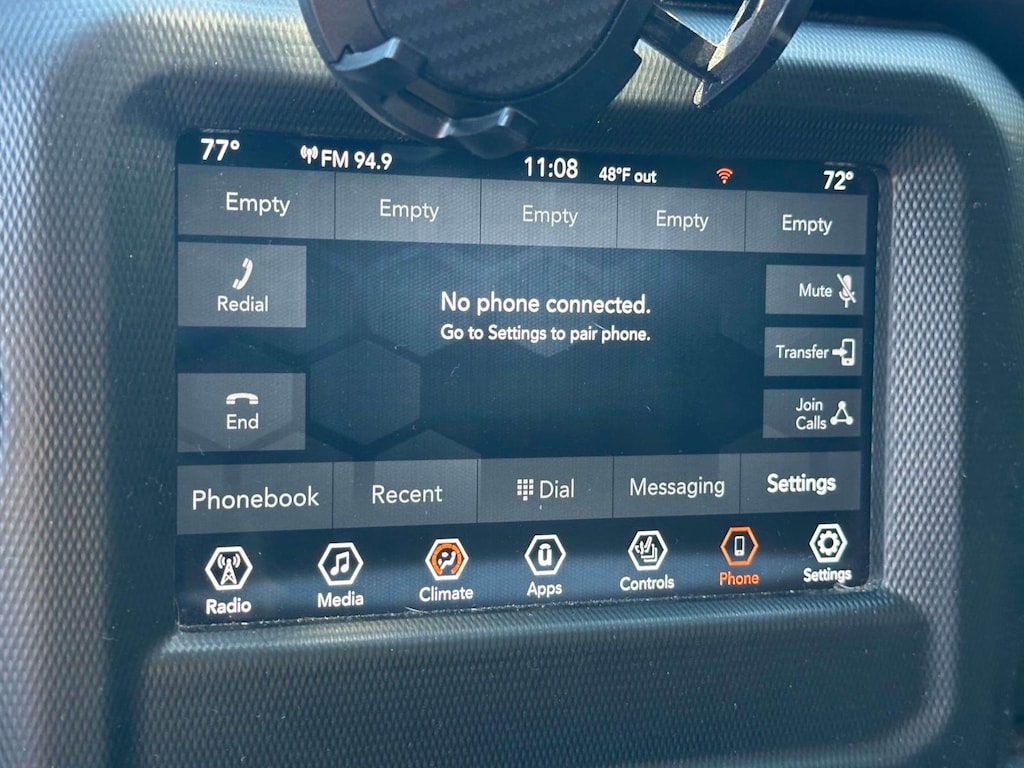 77° FM 94.9 11:08 48°F out 72°
Empty Empty Empty Empty Empty
Redial
No phone connected.
Go to Settings to pair phone.
Mute
Transfer
Join
Calls
End
Phonebook Recent Dial Messaging Settings
Radio Media Climate Apps Controls Phone Settings